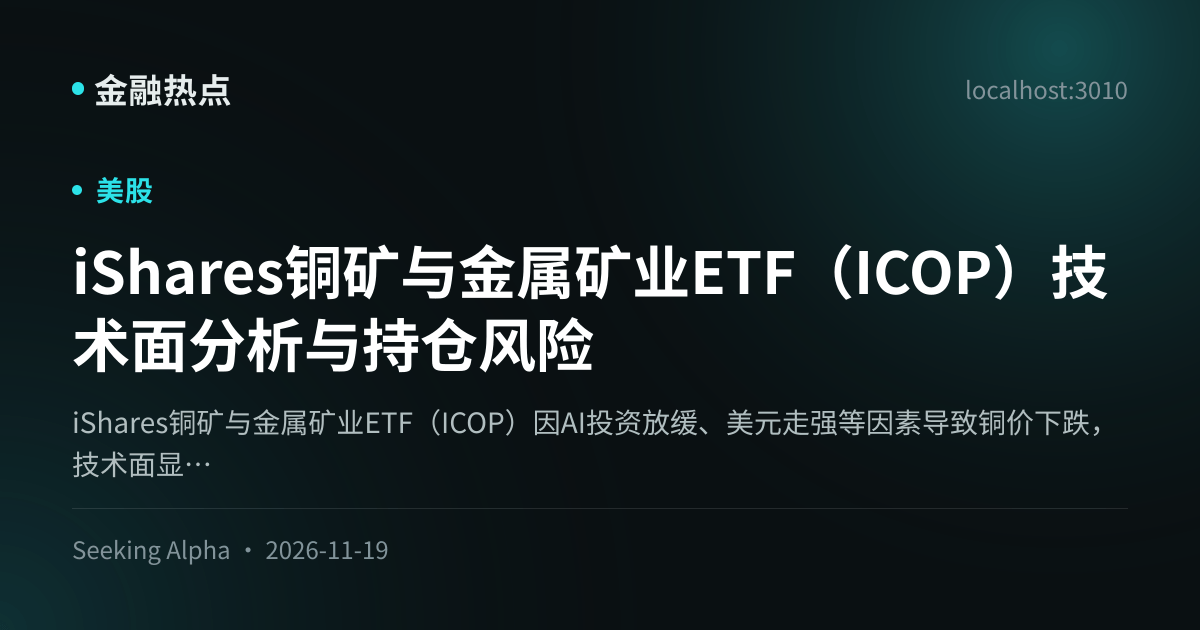 金融热点
localhost:3010
美股
iShares铜矿与金属矿业ETF（ICOP）技
术面分析与持仓风险
iShares铜矿与金属矿业ETF（ICOP）因AI投资放缓、美元走强等因素导致铜价下跌，
技术面显…
Seeking Alpha • 2026-11-19